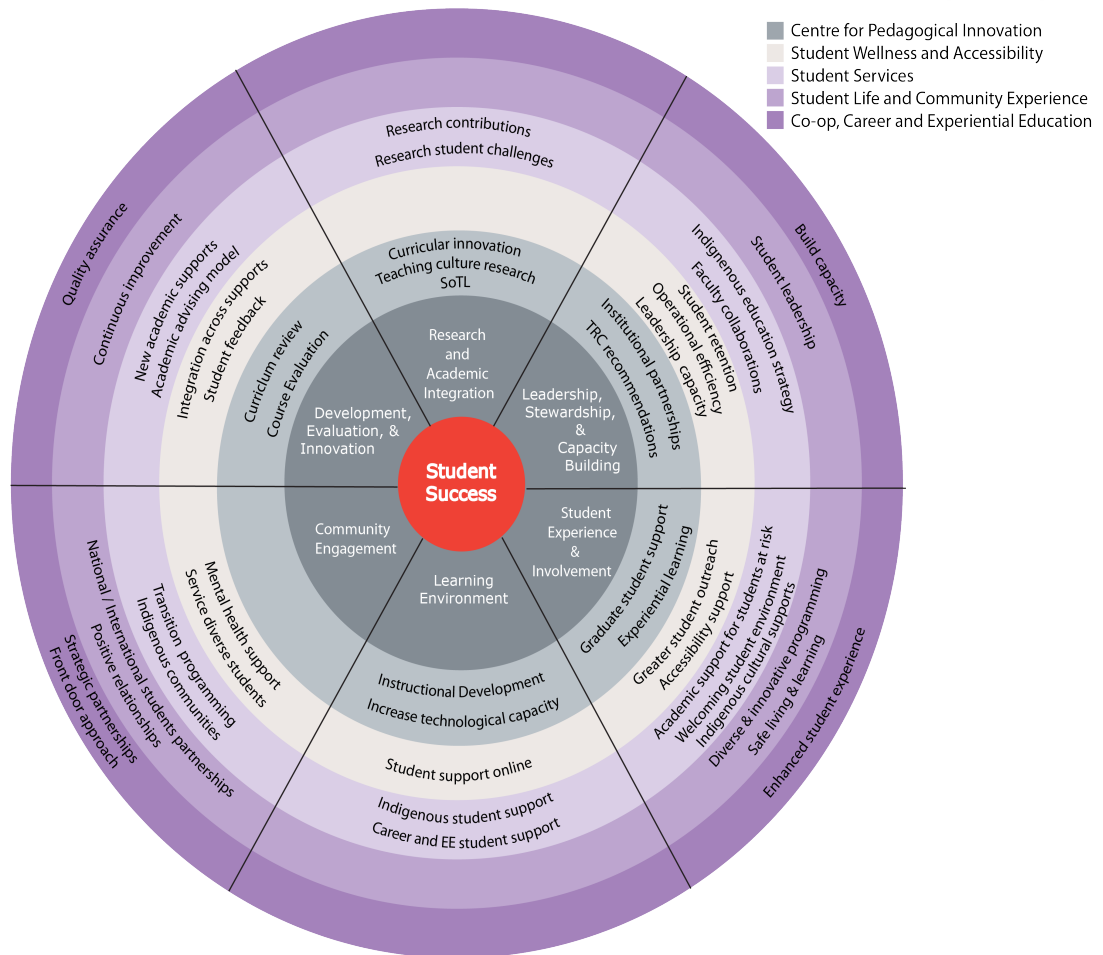 Centre for Pedagogical Innovation
Student Wellness and Accessibility
Student Services
Student Life and Community Experience
Co-op, Career and Experiential Education
Student
Success
Research
and
Academic
Integration
Curricular innovation
Teaching culture research
SoTL
Research contributions
Research student challenges
Leadership,
Stewardship,
&
Capacity
Building
Institutional partnerships
TRC recommendations
Student retention
Operational efficiency
Leadership capacity
Indignenous education strategy
Faculty collaborations
Student leadership
Build capacity
Student
Experience
&
Involvement
Graduate student support
Experiential learning
Greater student outreach
Accessibility support
Academic support for students at risk
Welcoming student environment
Indigenous cultural supports
Diverse & innovative programming
Safe living & learning
Enhanced student experience
Learning
Environment
Instructional Development
Increase technological capacity
Student support online
Indigenous student support
Career and EE student support
Community
Engagement
Mental health support
Service diverse students
Transition programming
Indigenous communities
National / International students partnerships
Positive relationships
Strategic partnerships
Front door approach
Development,
Evaluation, &
Innovation
Curriclum review
Course Evaluation
Integration across supports
Student feedback
New academic supports
Academic advising model
Continuous improvement
Quality assurance